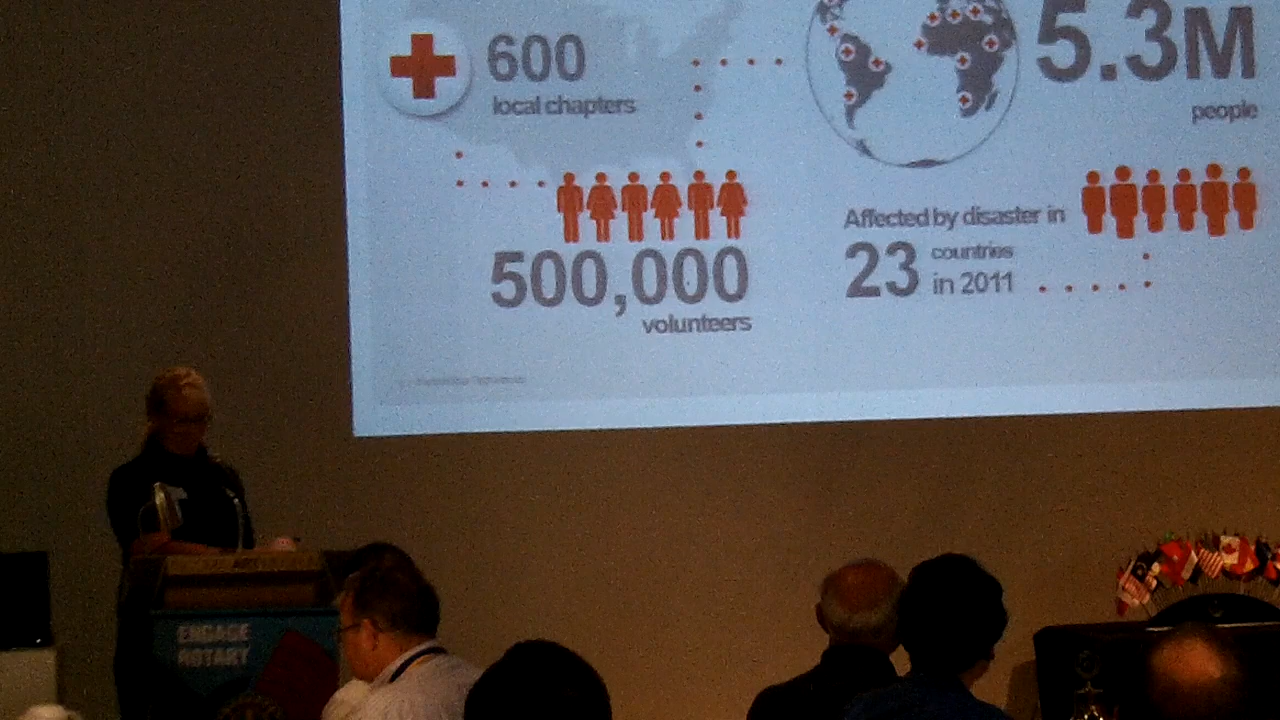 600
local chapters
500,000
volunteers
5.3M
people
Affected by disaster in
23 countries
in 2011
ENGAGE
ROTARY